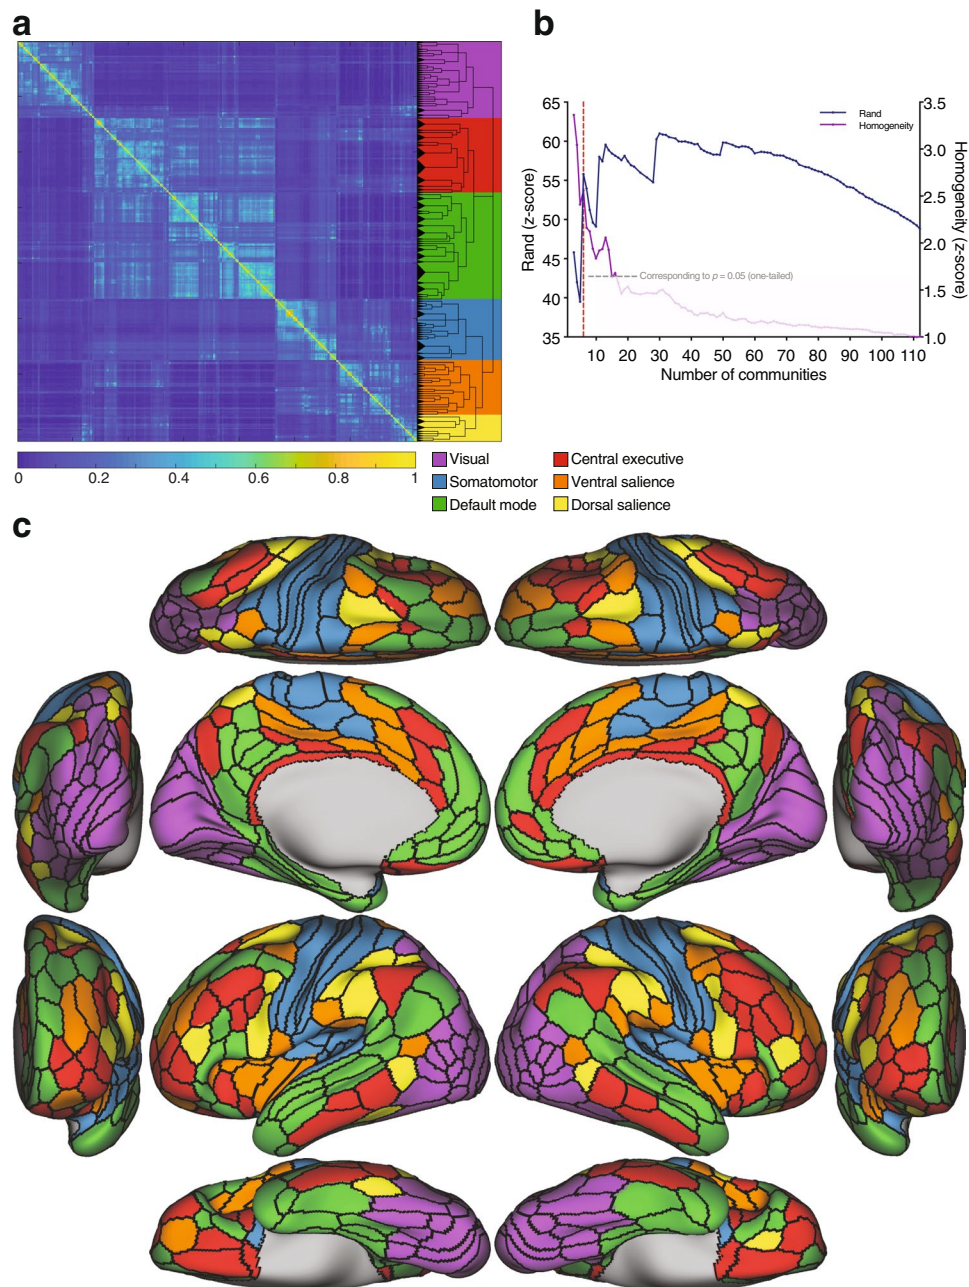 a
b
65
60
55
50
45
40
35
Rand (z-score)
Rand
Homogeneity
Corresponding to p = 0.05 (one-tailed)
3.5
3.0
2.5
2.0
1.5
1.0
Homogeneity (z-score)
10 20 30 40 50 60 70 80 90 100 110
Number of communities
0 0.2 0.4 0.6 0.8 1
Visual
Central executive
Somatomotor
Ventral salience
Default mode
Dorsal salience
c